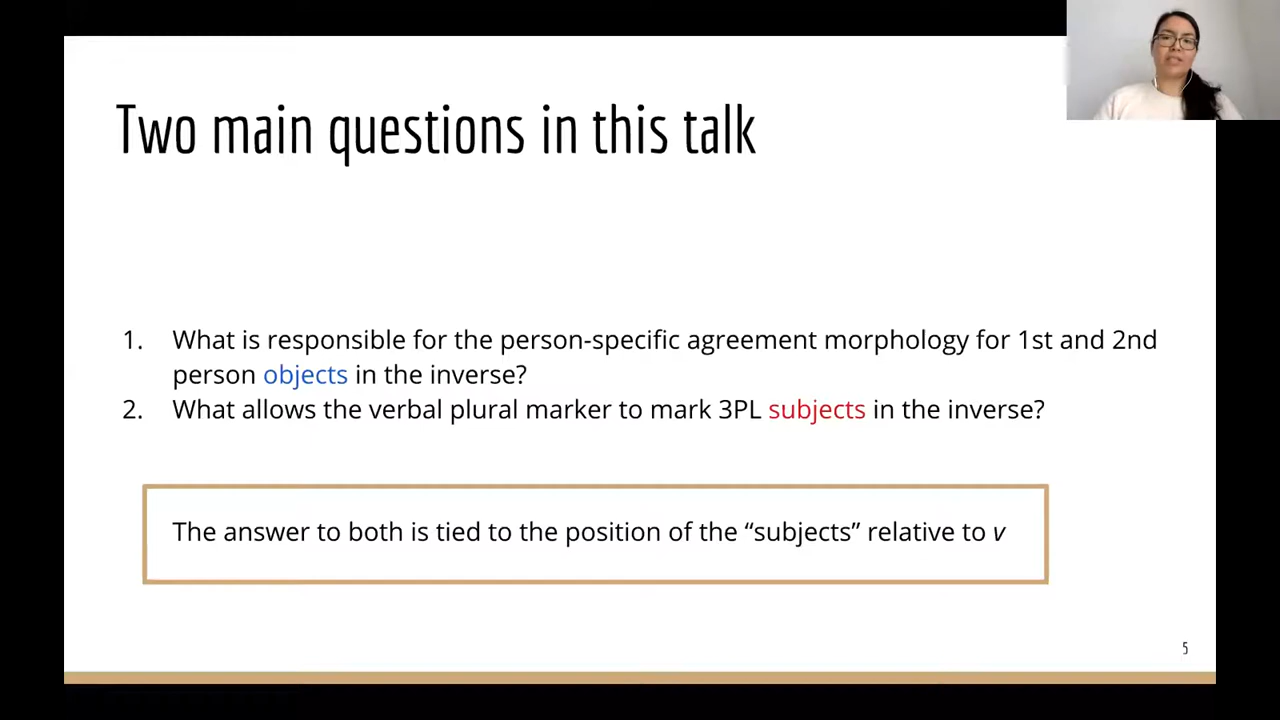 Two main questions in this talk
1. What is responsible for the person-specific agreement morphology for 1st and 2nd
person objects in the inverse?
2. What allows the verbal plural marker to mark 3PL subjects in the inverse?
The answer to both is tied to the position of the “subjects” relative to v
5